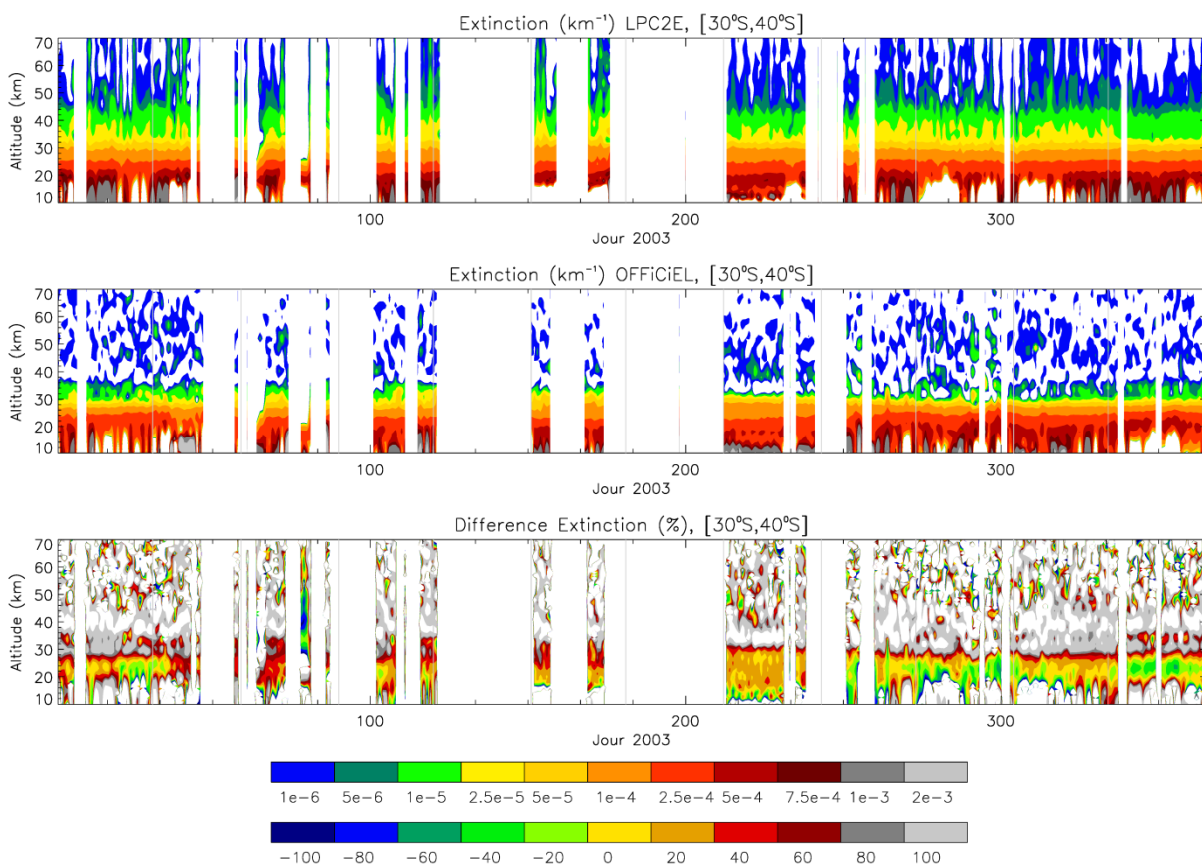 Extinction (km⁻¹) LPC2E, [30°S,40°S]
70
60
50
40
30
20
10
Altitude (km)
100 200 300
Jour 2003
Extinction (km⁻¹) OFFiCiEL, [30°S,40°S]
70
60
50
40
30
20
10
Altitude (km)
100 200 300
Jour 2003
Difference Extinction (%), [30°S,40°S]
70
60
50
40
30
20
10
Altitude (km)
100 200 300
Jour 2003
1e−6 5e−6 1e−5 2.5e−5 5e−5 1e−4 2.5e−4 5e−4 7.5e−4 1e−3 2e−3
−100 −80 −60 −40 −20 0 20 40 60 80 100